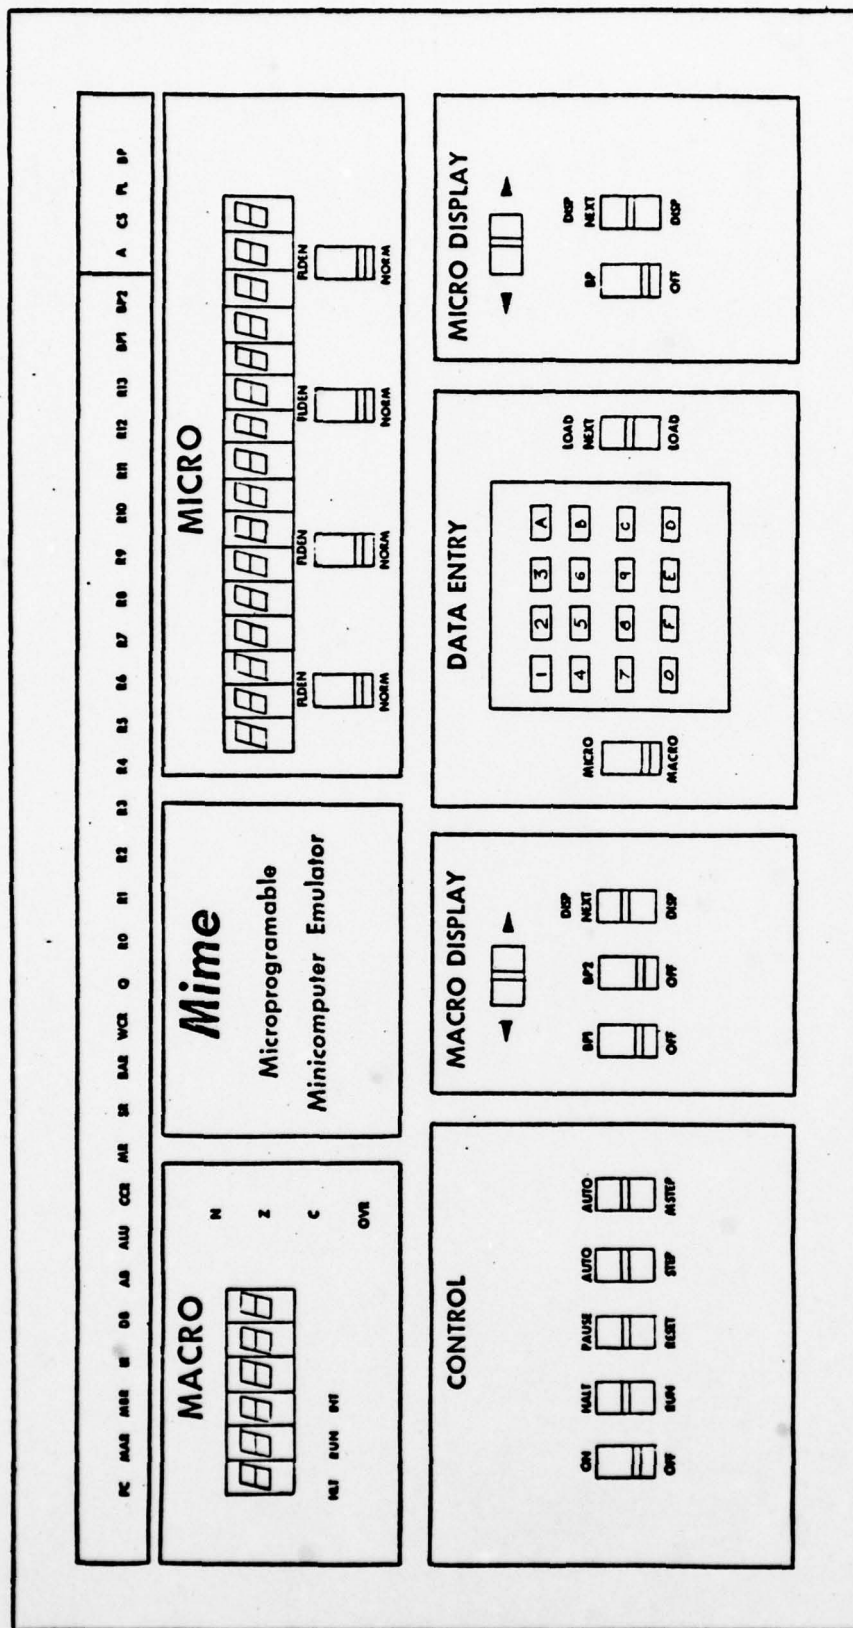 PC MAR MBR IR DB AB ALU CCR MR SR BAR WCR Q R0 R1 R2 R3 R4 R5 R6 R7 R8 R9 R10 R11 R12 R13 BP1 BP2 A CS PL BP
MACRO
N
Z
C
OVR
HLT RUN INT
Mime
Microprogramable
Minicomputer Emulator
MICRO
FLDEN FLDEN FLDEN FLDEN
NORM NORM NORM NORM
CONTROL
ON HALT PAUSE AUTO AUTO
OFF RUN RESET STEP MSTEP
MACRO DISPLAY
DISP
BP1 BP2 NEXT
OFF OFF DISP
DATA ENTRY
1 2 3 A
4 5 6 B
7 8 9 C
0 F E D
MICRO
MACRO
LOAD
NEXT
LOAD
MICRO DISPLAY
DISP
BP NEXT
OFF DISP